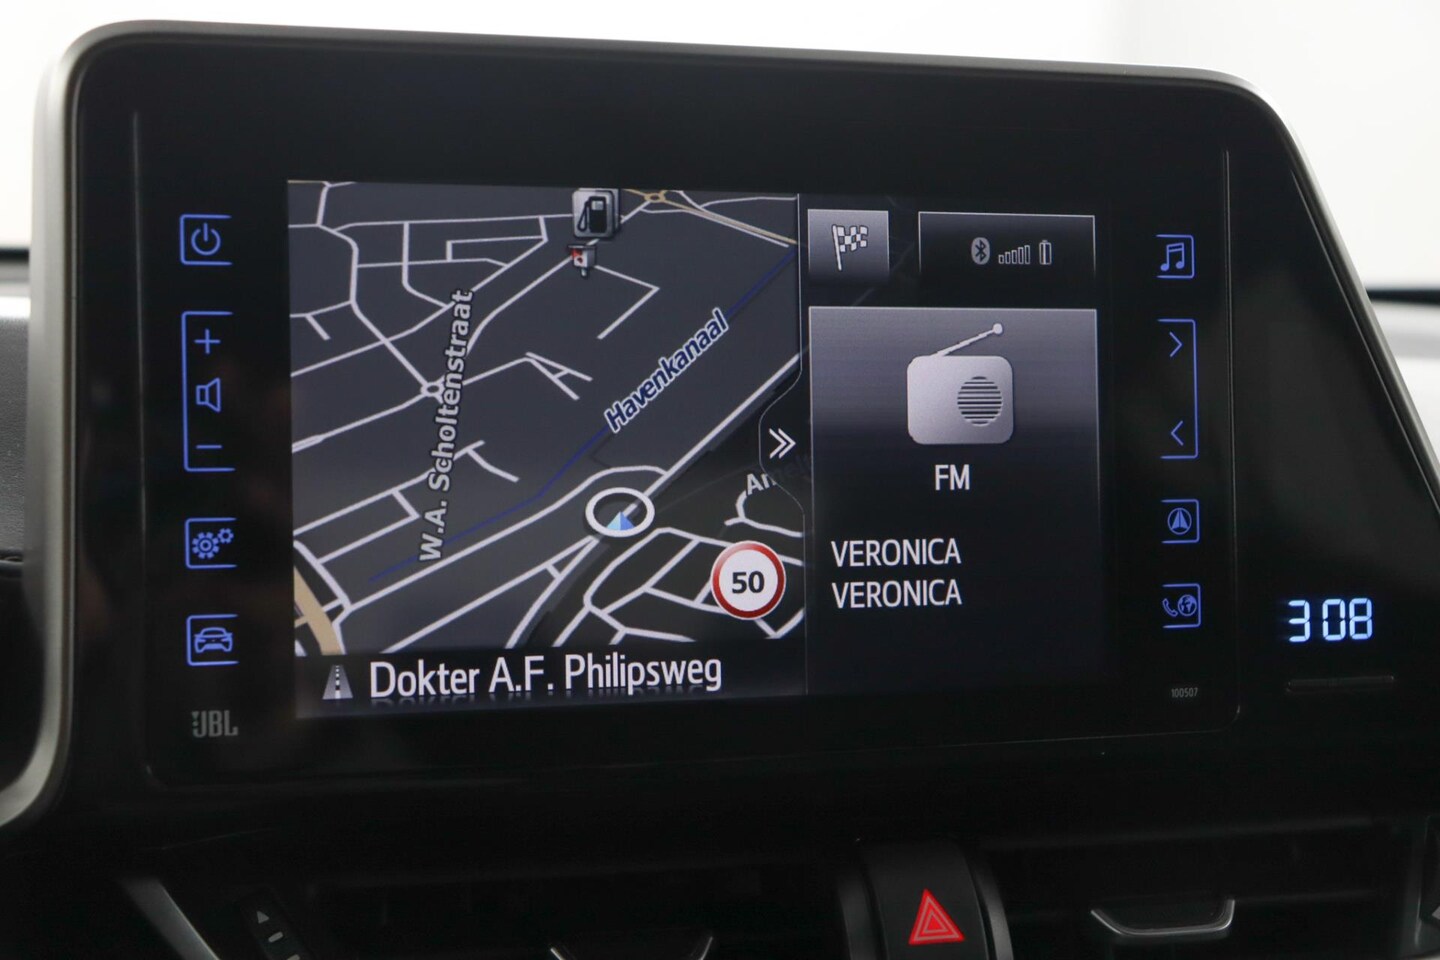 W.A. Scholtenstraat
Havenkanaal
50
Dokter A.F. Philipsweg
FM
VERONICA
VERONICA
3:08
100507
JBL